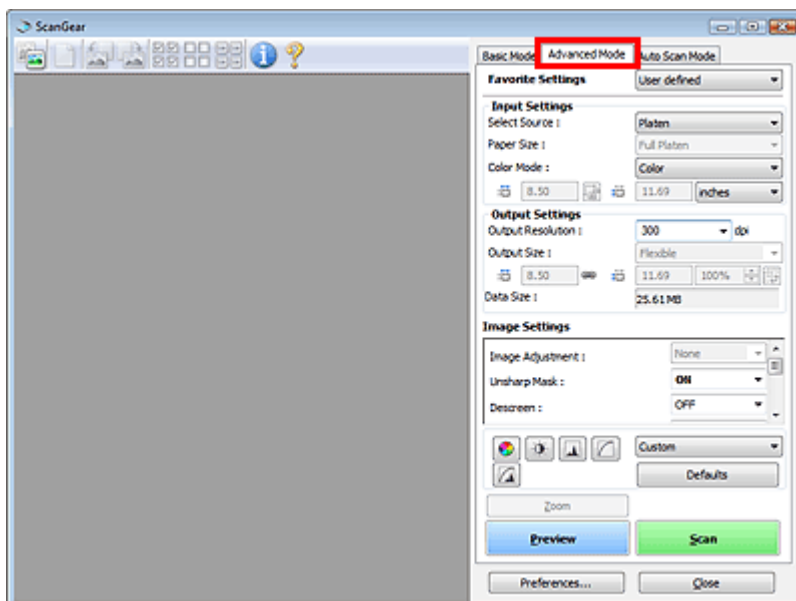 ScanGear
Basic Mode Advanced Mode Auto Scan Mode
Favorite Settings User defined
Input Settings
Select Source : Platen
Paper Size : Full Platen
Color Mode : Color
8.50 11.69 inches
Output Settings
Output Resolution : 300 dpi
Output Size : Flexible
8.50 11.69 100%
Data Size : 25.61 MB
Image Settings
Image Adjustment : None
Unsharp Mask : ON
Descreen : OFF
Custom
Defaults
Zoom
Preview Scan
Preferences... Close